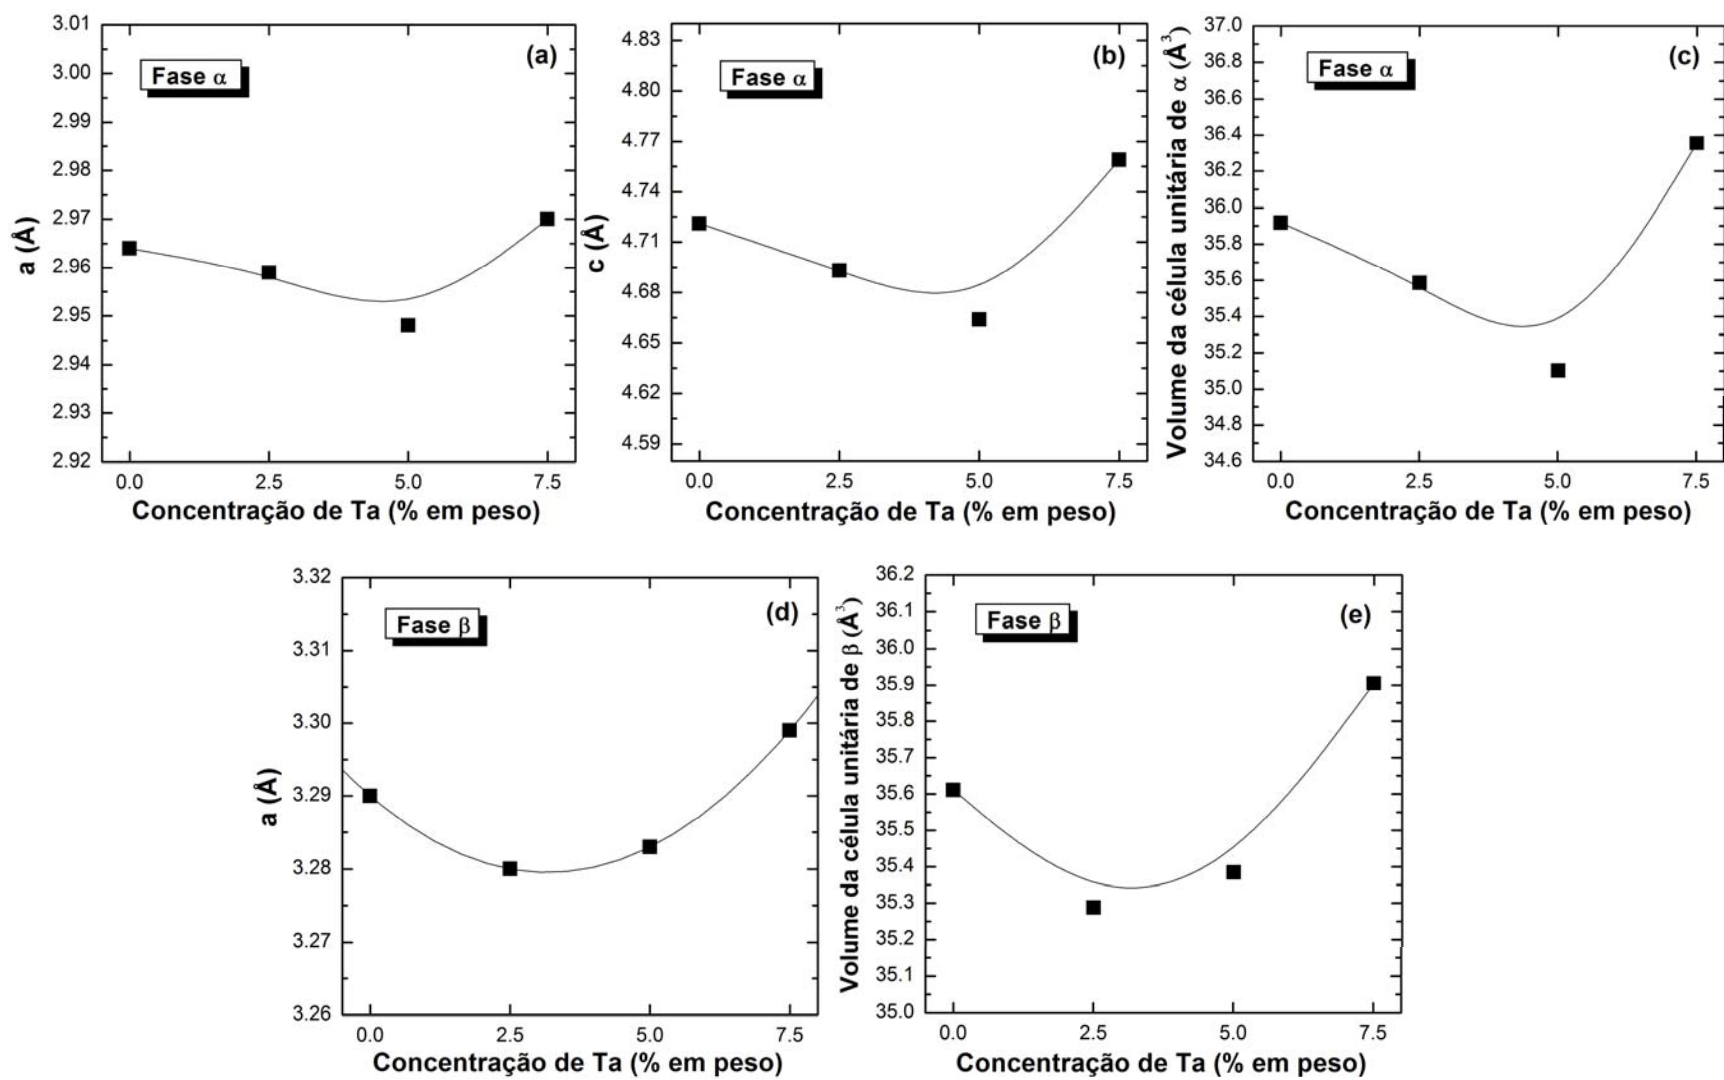 (a)
Fase α
3.01
3.00
2.99
2.98
2.97
2.96
2.95
2.94
2.93
2.92
a (Å)
0.0 2.5 5.0 7.5
Concentração de Ta (% em peso)
(b)
Fase α
4.83
4.80
4.77
4.74
4.71
4.68
4.65
4.62
4.59
c (Å)
0.0 2.5 5.0 7.5
Concentração de Ta (% em peso)
(c)
Fase α
37.0
36.8
36.6
36.4
36.2
36.0
35.8
35.6
35.4
35.2
35.0
34.8
34.6
Volume da célula unitária de α (Å³)
0.0 2.5 5.0 7.5
Concentração de Ta (% em peso)
(d)
Fase β
3.32
3.31
3.30
3.29
3.28
3.27
3.26
a (Å)
0.0 2.5 5.0 7.5
Concentração de Ta (% em peso)
(e)
Fase β
36.2
36.1
36.0
35.9
35.8
35.7
35.6
35.5
35.4
35.3
35.2
35.1
35.0
Volume da célula unitária de β (Å³)
0.0 2.5 5.0 7.5
Concentração de Ta (% em peso)